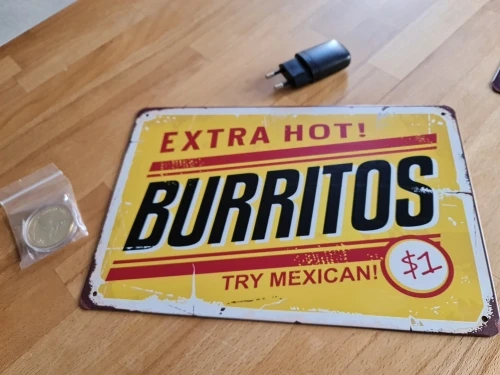 EXTRA HOT!
BURRITOS
TRY MEXICAN!
$1